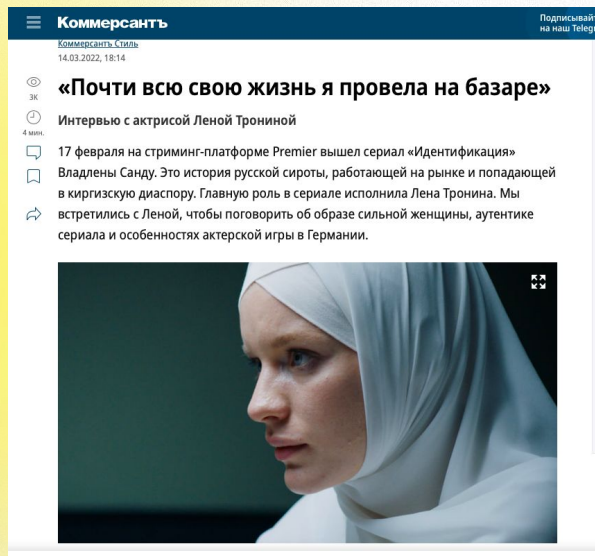 Коммерсантъ
Подписывай
на наш Telegr
Коммерсантъ Стиль
14.03.2022, 18:14
«Почти всю свою жизнь я провела на базаре»
3K
4 мин.
Интервью с актрисой Леной Трониной
17 февраля на стриминг-платформе Premier вышел сериал «Идентификация»
Владлены Санду. Это история русской сироты, работающей на рынке и попадающей
в киргизскую диаспору. Главную роль в сериале исполнила Лена Тронина. Мы
встретились с Леной, чтобы поговорить об образе сильной женщины, аутентике
сериала и особенностях актерской игры в Германии.